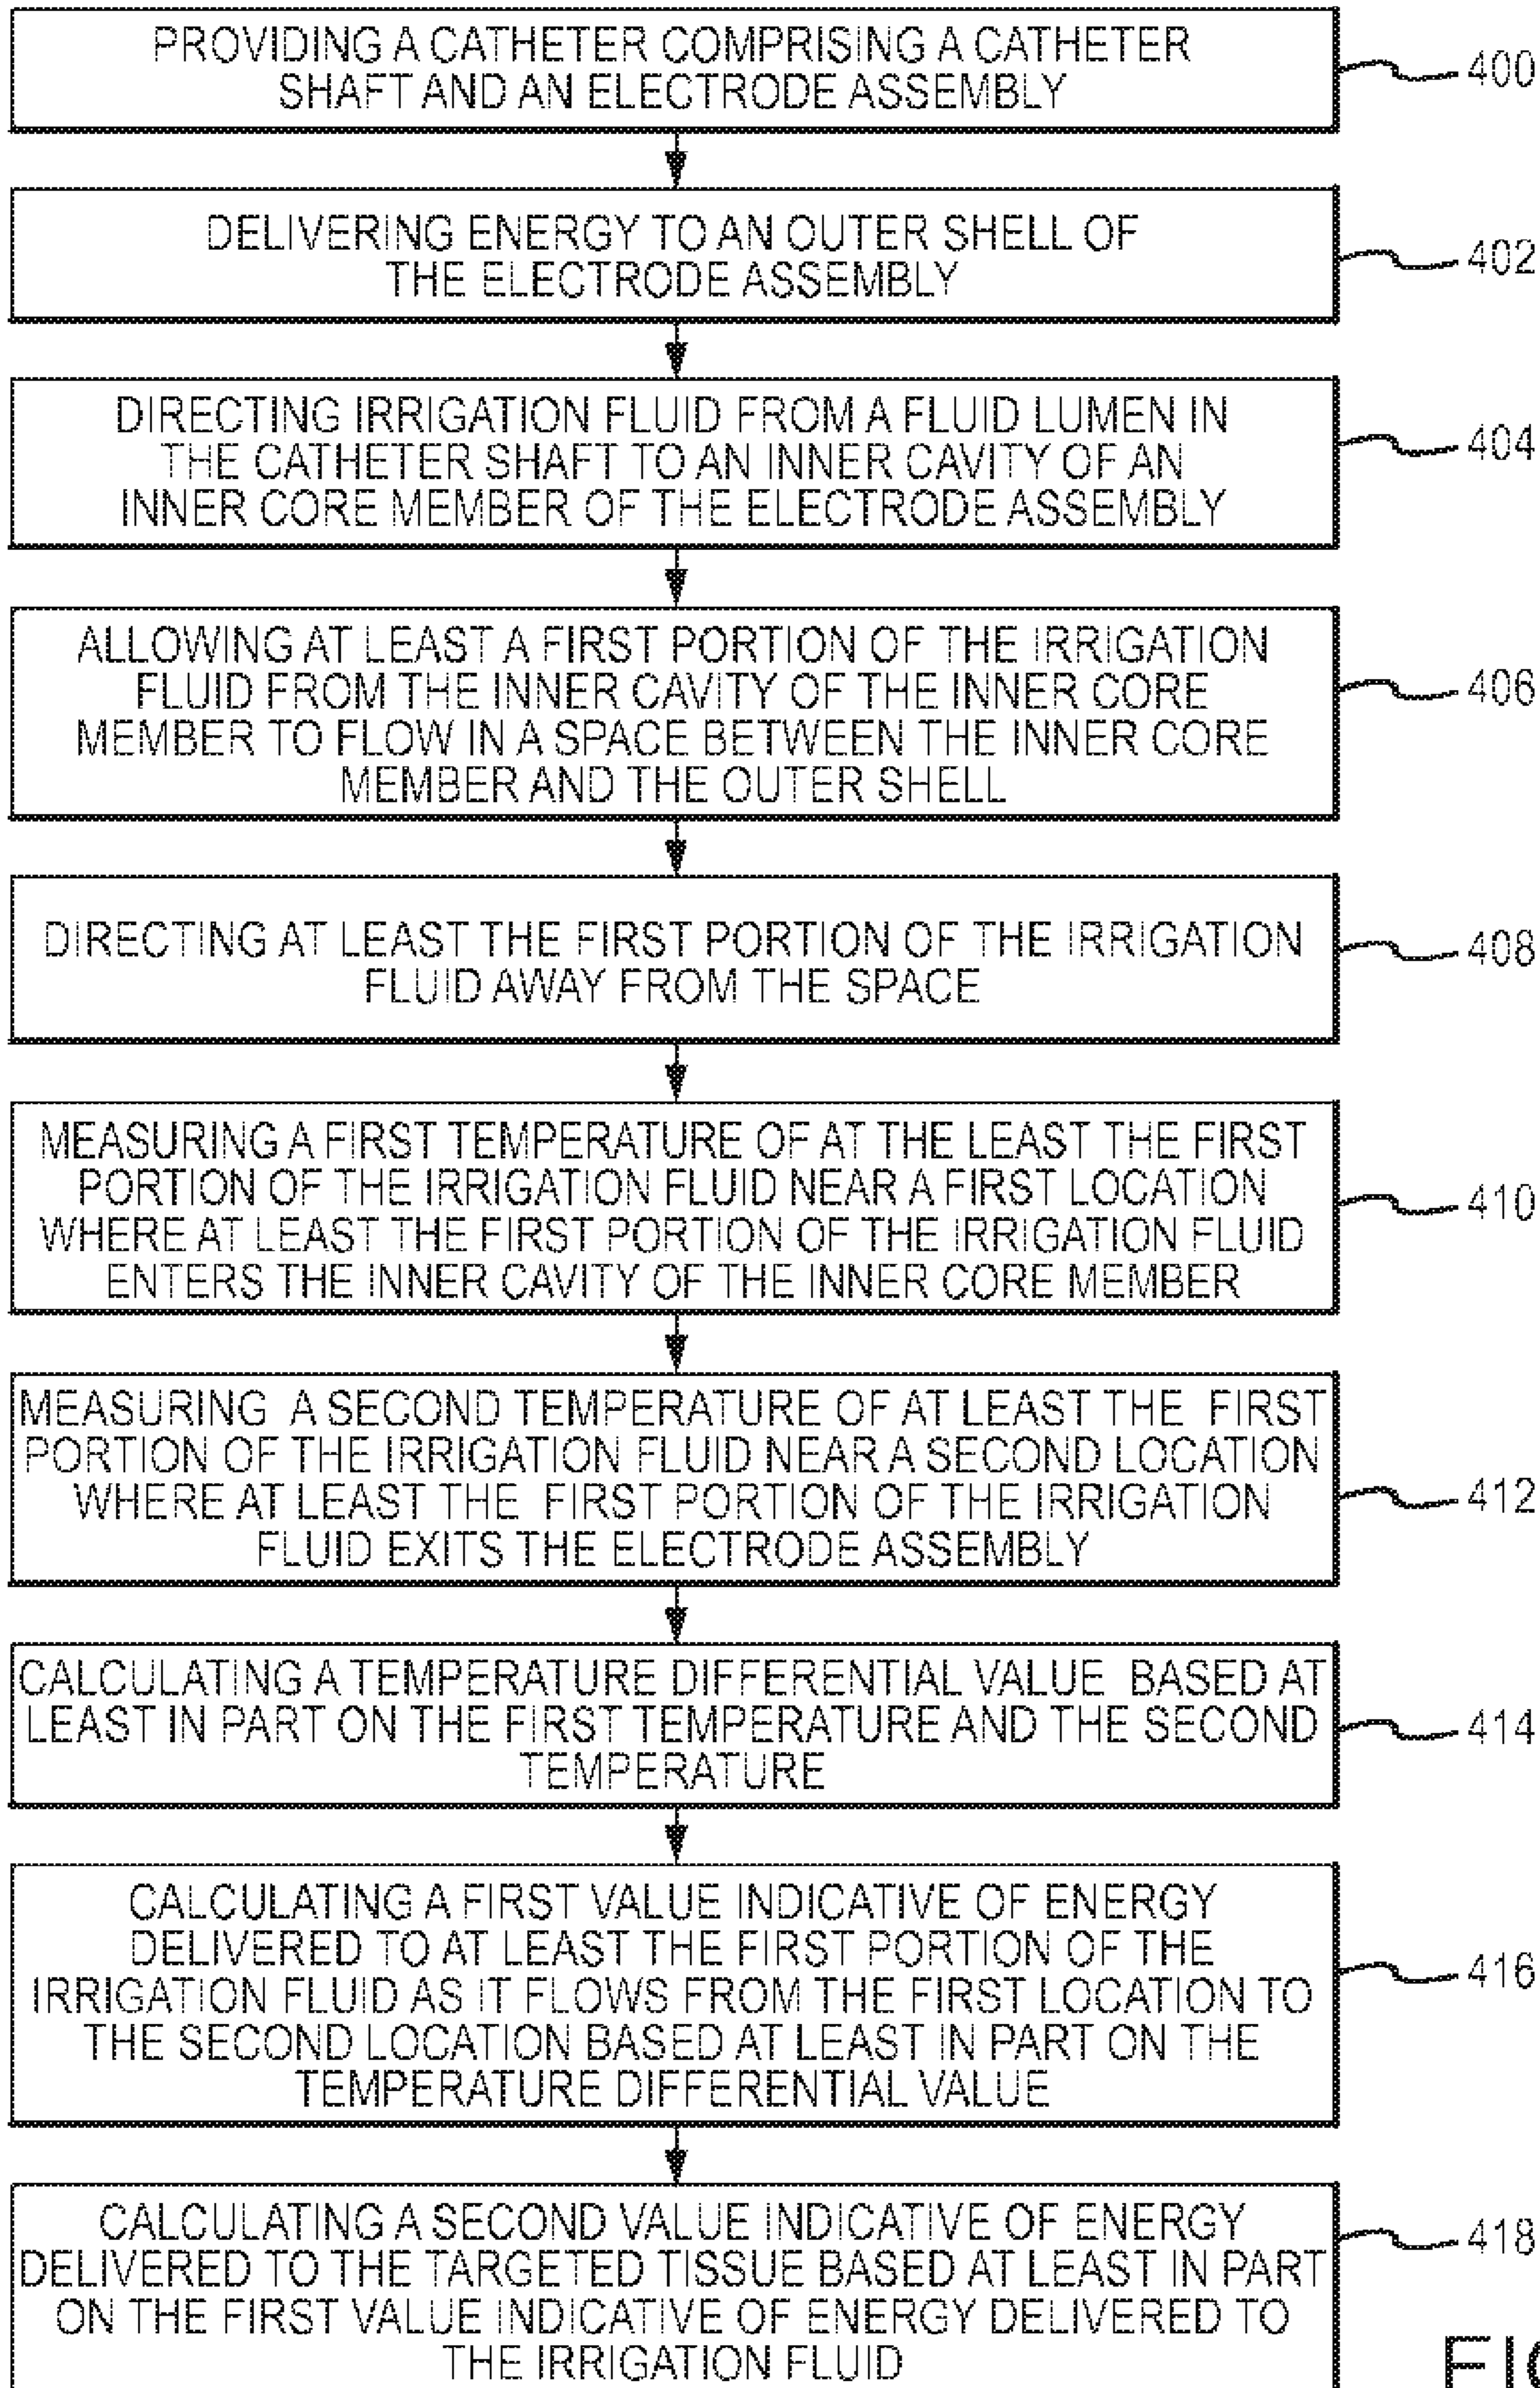 PROVIDING A CATHETER COMPRISING A CATHETER
SHAFT AND AN ELECTRODE ASSEMBLY
400
DELIVERING ENERGY TO AN OUTER SHELL OF
THE ELECTRODE ASSEMBLY
402
DIRECTING IRRIGATION FLUID FROM A FLUID LUMEN IN
THE CATHETER SHAFT TO AN INNER CAVITY OF AN
INNER CORE MEMBER OF THE ELECTRODE ASSEMBLY
404
ALLOWING AT LEAST A FIRST PORTION OF THE IRRIGATION
FLUID FROM THE INNER CAVITY OF THE INNER CORE
MEMBER TO FLOW IN A SPACE BETWEEN THE INNER CORE
MEMBER AND THE OUTER SHELL
406
DIRECTING AT LEAST THE FIRST PORTION OF THE IRRIGATION
FLUID AWAY FROM THE SPACE
408
MEASURING A FIRST TEMPERATURE OF AT THE LEAST THE FIRST
PORTION OF THE IRRIGATION FLUID NEAR A FIRST LOCATION
WHERE AT LEAST THE FIRST PORTION OF THE IRRIGATION FLUID
ENTERS THE INNER CAVITY OF THE INNER CORE MEMBER
410
MEASURING A SECOND TEMPERATURE OF AT LEAST THE FIRST
PORTION OF THE IRRIGATION FLUID NEAR A SECOND LOCATION
WHERE AT LEAST THE FIRST PORTION OF THE IRRIGATION
FLUID EXITS THE ELECTRODE ASSEMBLY
412
CALCULATING A TEMPERATURE DIFFERENTIAL VALUE BASED AT
LEAST IN PART ON THE FIRST TEMPERATURE AND THE SECOND
TEMPERATURE
414
CALCULATING A FIRST VALUE INDICATIVE OF ENERGY
DELIVERED TO AT LEAST THE FIRST PORTION OF THE
IRRIGATION FLUID AS IT FLOWS FROM THE FIRST LOCATION TO
THE SECOND LOCATION BASED AT LEAST IN PART ON THE
TEMPERATURE DIFFERENTIAL VALUE
416
CALCULATING A SECOND VALUE INDICATIVE OF ENERGY
DELIVERED TO THE TARGETED TISSUE BASED AT LEAST IN PART
ON THE FIRST VALUE INDICATIVE OF ENERGY DELIVERED TO
THE IRRIGATION FLUID
418